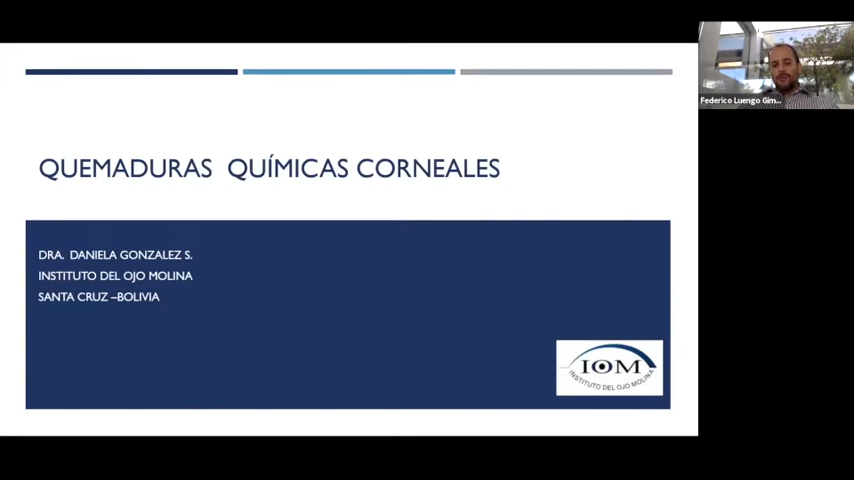 Federico Luengo Gim...
QUEMADURAS QUÍMICAS CORNEALES
DRA. DANIELA GONZALEZ S.
INSTITUTO DEL OJO MOLINA
SANTA CRUZ –BOLIVIA
IOM
INSTITUTO DEL OJO MOLINA